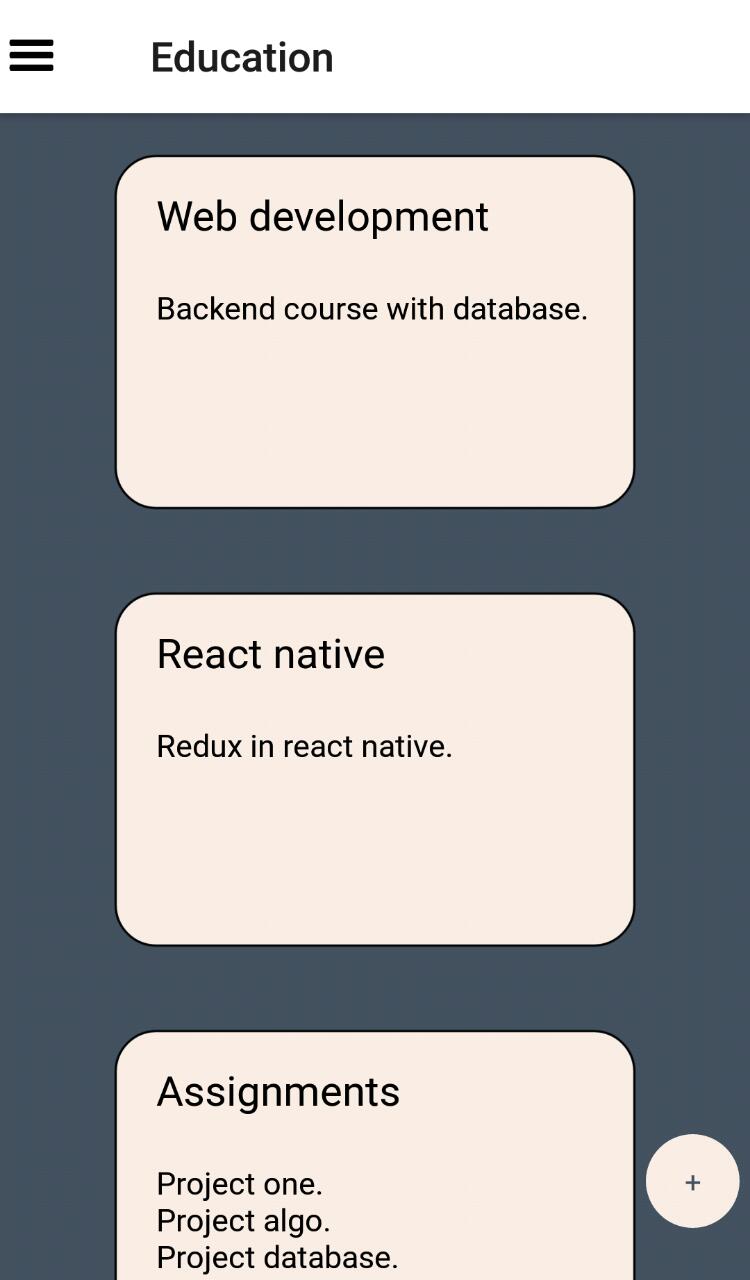 Education
Web development
Backend course with database.
React native
Redux in react native.
Assignments
Project one.
Project algo.
Project database.
+